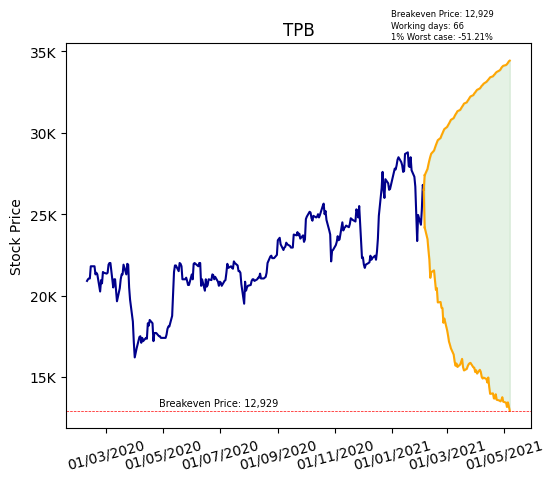 Breakeven Price: 12,929
Working days: 66
1% Worst case: -51.21%
TPB
35K
30K
25K
20K
15K
Stock Price
Breakeven Price: 12,929
01/03/2020 01/05/2020 01/07/2020 01/09/2020 01/11/2020 01/01/2021 01/03/2021 01/05/2021